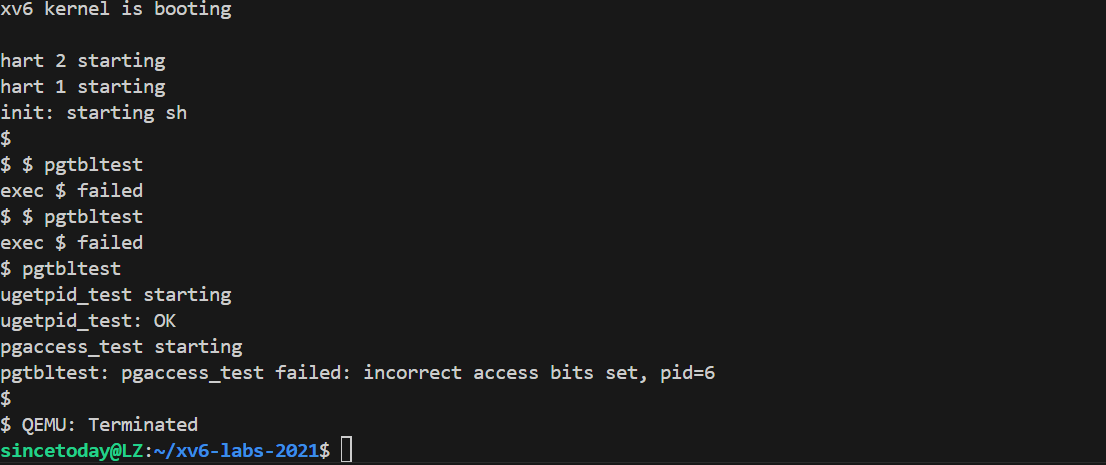 xv6 kernel is booting
hart 2 starting
hart 1 starting
init: starting sh
$
$ $ pgtbltest
exec $ failed
$ $ pgtbltest
exec $ failed
$ pgtbltest
ugetpid_test starting
ugetpid_test: OK
pgaccess_test starting
pgtbltest: pgaccess_test failed: incorrect access bits set, pid=6
$
$ QEMU: Terminated
sincetoday@LZ:~/xv6-labs-2021$